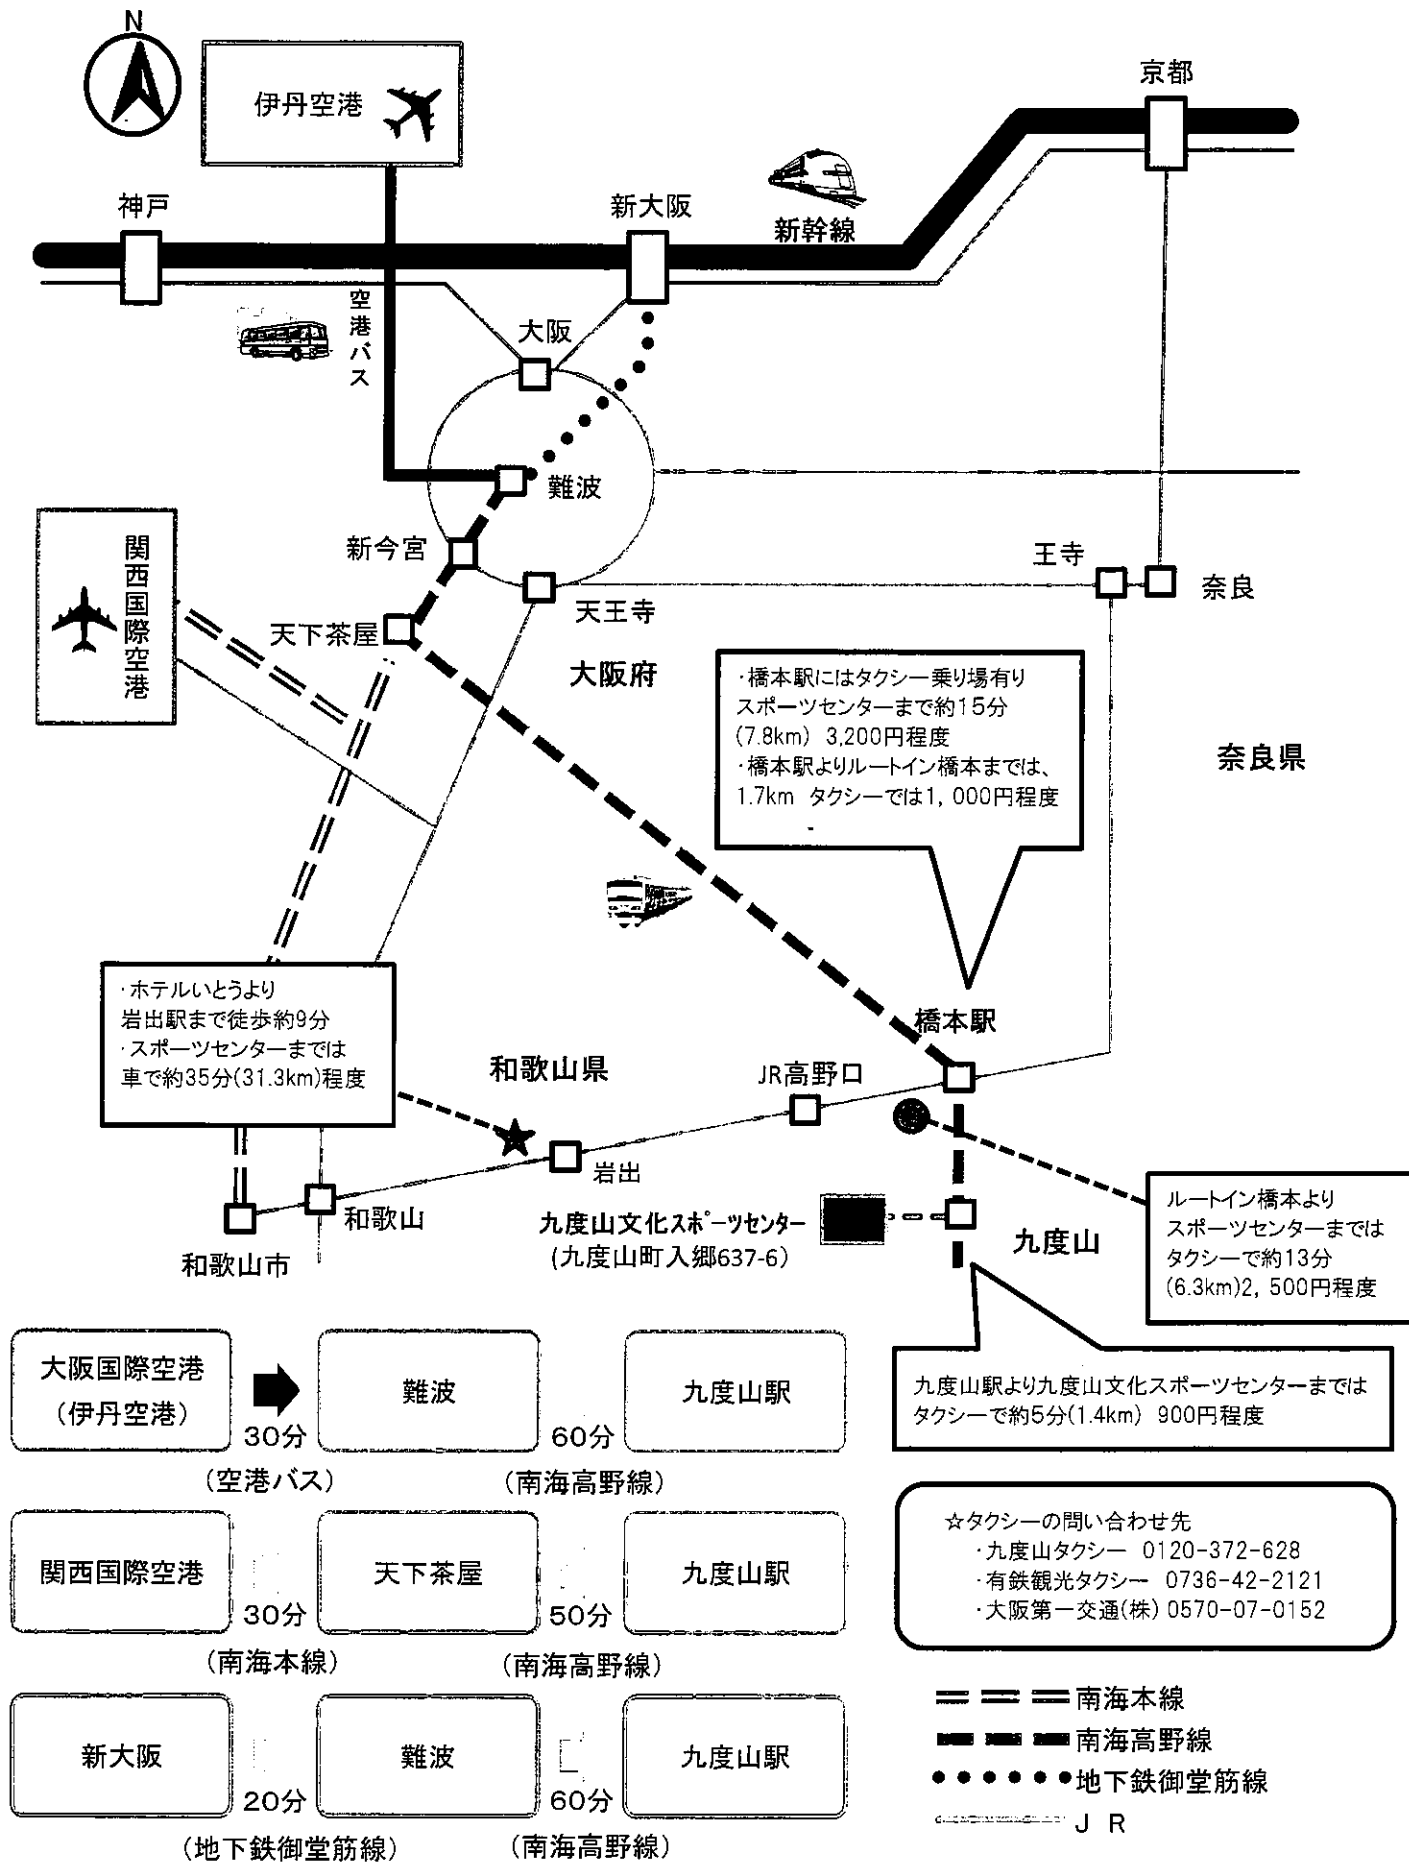 N
伊丹空港
京都
神戸
新大阪
新幹線
空港バス
大阪
難波
関西国際空港
新今宮
王寺
奈良
天王寺
天下茶屋
大阪府
・橋本駅にはタクシー乗り場有り
スポーツセンターまで約15分
(7.8km) 3,200円程度
・橋本駅よりルートイン橋本までは、
1.7km タクシーでは1,000円程度
奈良県
・ホテルいとうより
岩出駅まで徒歩約9分
・スポーツセンターまでは
車で約35分(31.3km)程度
橋本駅
和歌山県
JR高野口
岩出
和歌山
和歌山市
九度山文化スポーツセンター
(九度山町入郷637-6)
九度山
ルートイン橋本より
スポーツセンターまでは
タクシーで約13分
(6.3km)2,500円程度
九度山駅より九度山文化スポーツセンターまでは
タクシーで約5分(1.4km) 900円程度
大阪国際空港
(伊丹空港)
30分
(空港バス)
難波
60分
(南海高野線)
九度山駅
関西国際空港
30分
(南海本線)
天下茶屋
50分
(南海高野線)
九度山駅
新大阪
20分
(地下鉄御堂筋線)
難波
60分
(南海高野線)
九度山駅
☆タクシーの問い合わせ先
・九度山タクシー 0120-372-628
・有鉄観光タクシー 0736-42-2121
・大阪第一交通(株) 0570-07-0152
南海本線
南海高野線
地下鉄御堂筋線
JR